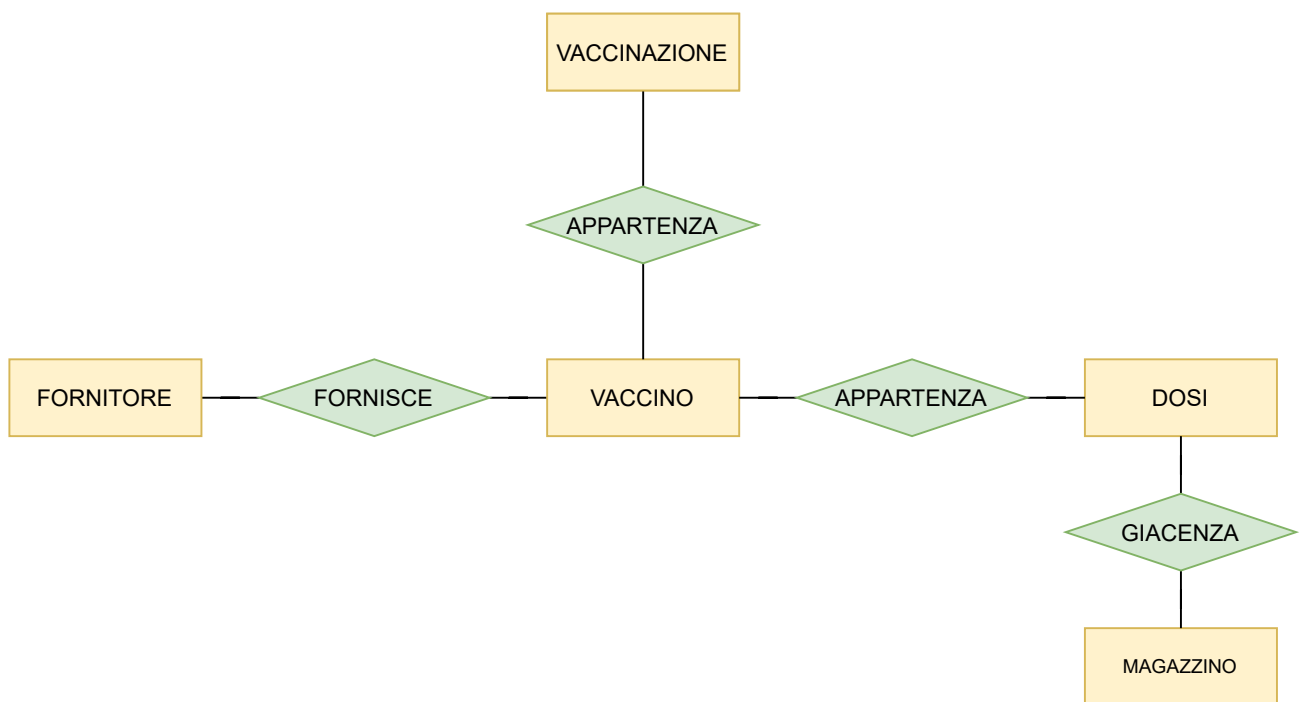 VACCINAZIONE
APPARTENZA
FORNITORE
FORNISCE
VACCINO
APPARTENZA
DOSI
GIACENZA
MAGAZZINO